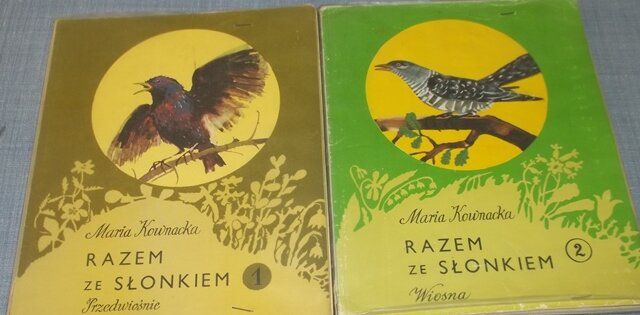 Maria Kownacka
RAZEM
ZE SŁONKIEM 1
Przedwiośnie
Maria Kownacka
RAZEM
ZE SŁONKIEM 2
Wiosna